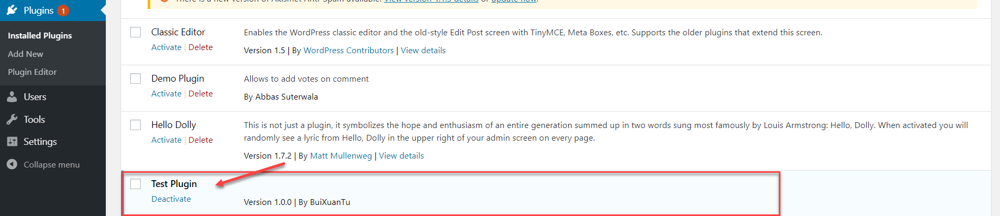 Plugins 1
Installed Plugins
Add New
Plugin Editor
Users
Tools
Settings
Collapse menu
There is a new version of Akismet Anti-Spam available. View version 4.1.3 details or update now.
Classic Editor
Activate | Delete
Enables the WordPress classic editor and the old-style Edit Post screen with TinyMCE, Meta Boxes, etc. Supports the older plugins that extend this screen.
Version 1.5 | By WordPress Contributors | View details
Demo Plugin
Activate | Delete
Allows to add votes on comment
By Abbas Suterwala
Hello Dolly
Activate | Delete
This is not just a plugin, it symbolizes the hope and enthusiasm of an entire generation summed up in two words sung most famously by Louis Armstrong: Hello, Dolly. When activated you will
randomly see a lyric from Hello, Dolly in the upper right of your admin screen on every page.
Version 1.7.2 | By Matt Mullenweg | View details
Test Plugin
Deactivate
Version 1.0.0 | By BuiXuanTu